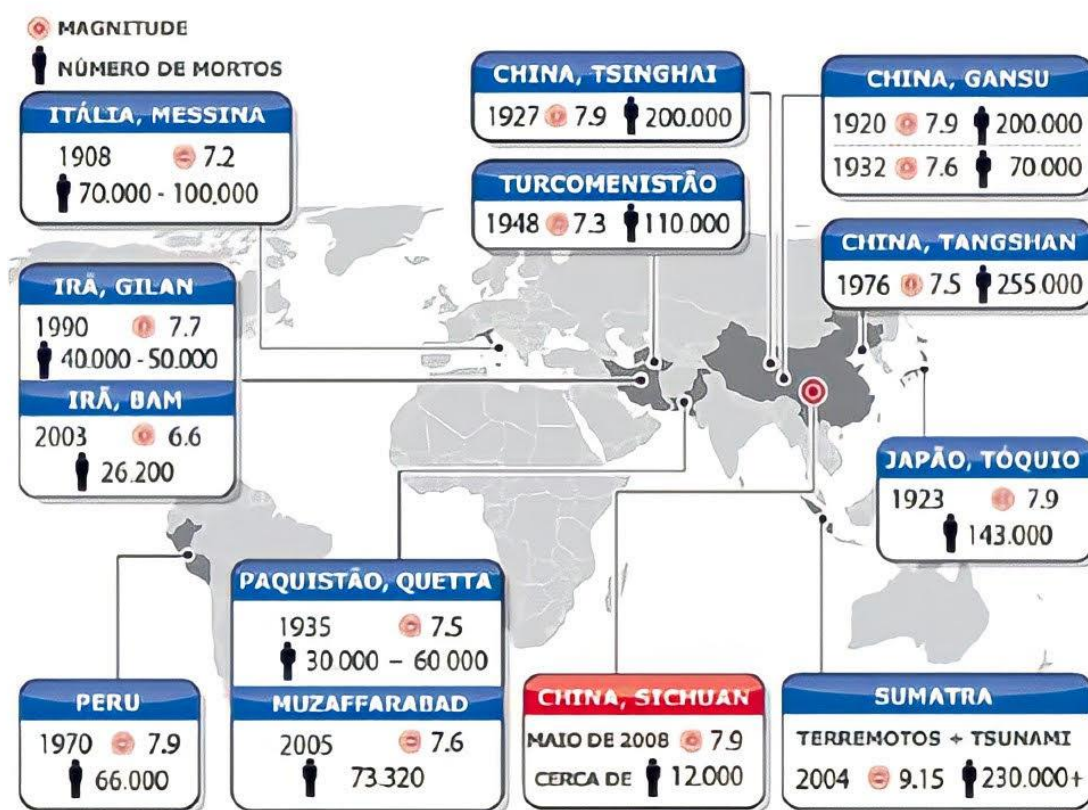 MAGNITUDE
NÚMERO DE MORTOS
ITÁLIA, MESSINA
1908 7.2
70.000 - 100.000
CHINA, TSINGHAI
1927 7.9 200.000
CHINA, GANSU
1920 7.9 200.000
1932 7.6 70.000
TURCOMENISTÃO
1948 7.3 110.000
CHINA, TANGSHAN
1976 7.5 255.000
IRÃ, GILAN
1990 7.7
40.000 - 50.000
IRÃ, BAM
2003 6.6
26.200
JAPÃO, TÓQUIO
1923 7.9
143.000
PAQUISTÃO, QUETTA
1935 7.5
30 000 – 60 000
MUZAFFARABAD
2005 7.6
73.320
PERU
1970 7.9
66.000
CHINA, SICHUAN
MAIO DE 2008 7.9
CERCA DE 12.000
SUMATRA
TERREMOTOS + TSUNAMI
2004 9.15 230.000+